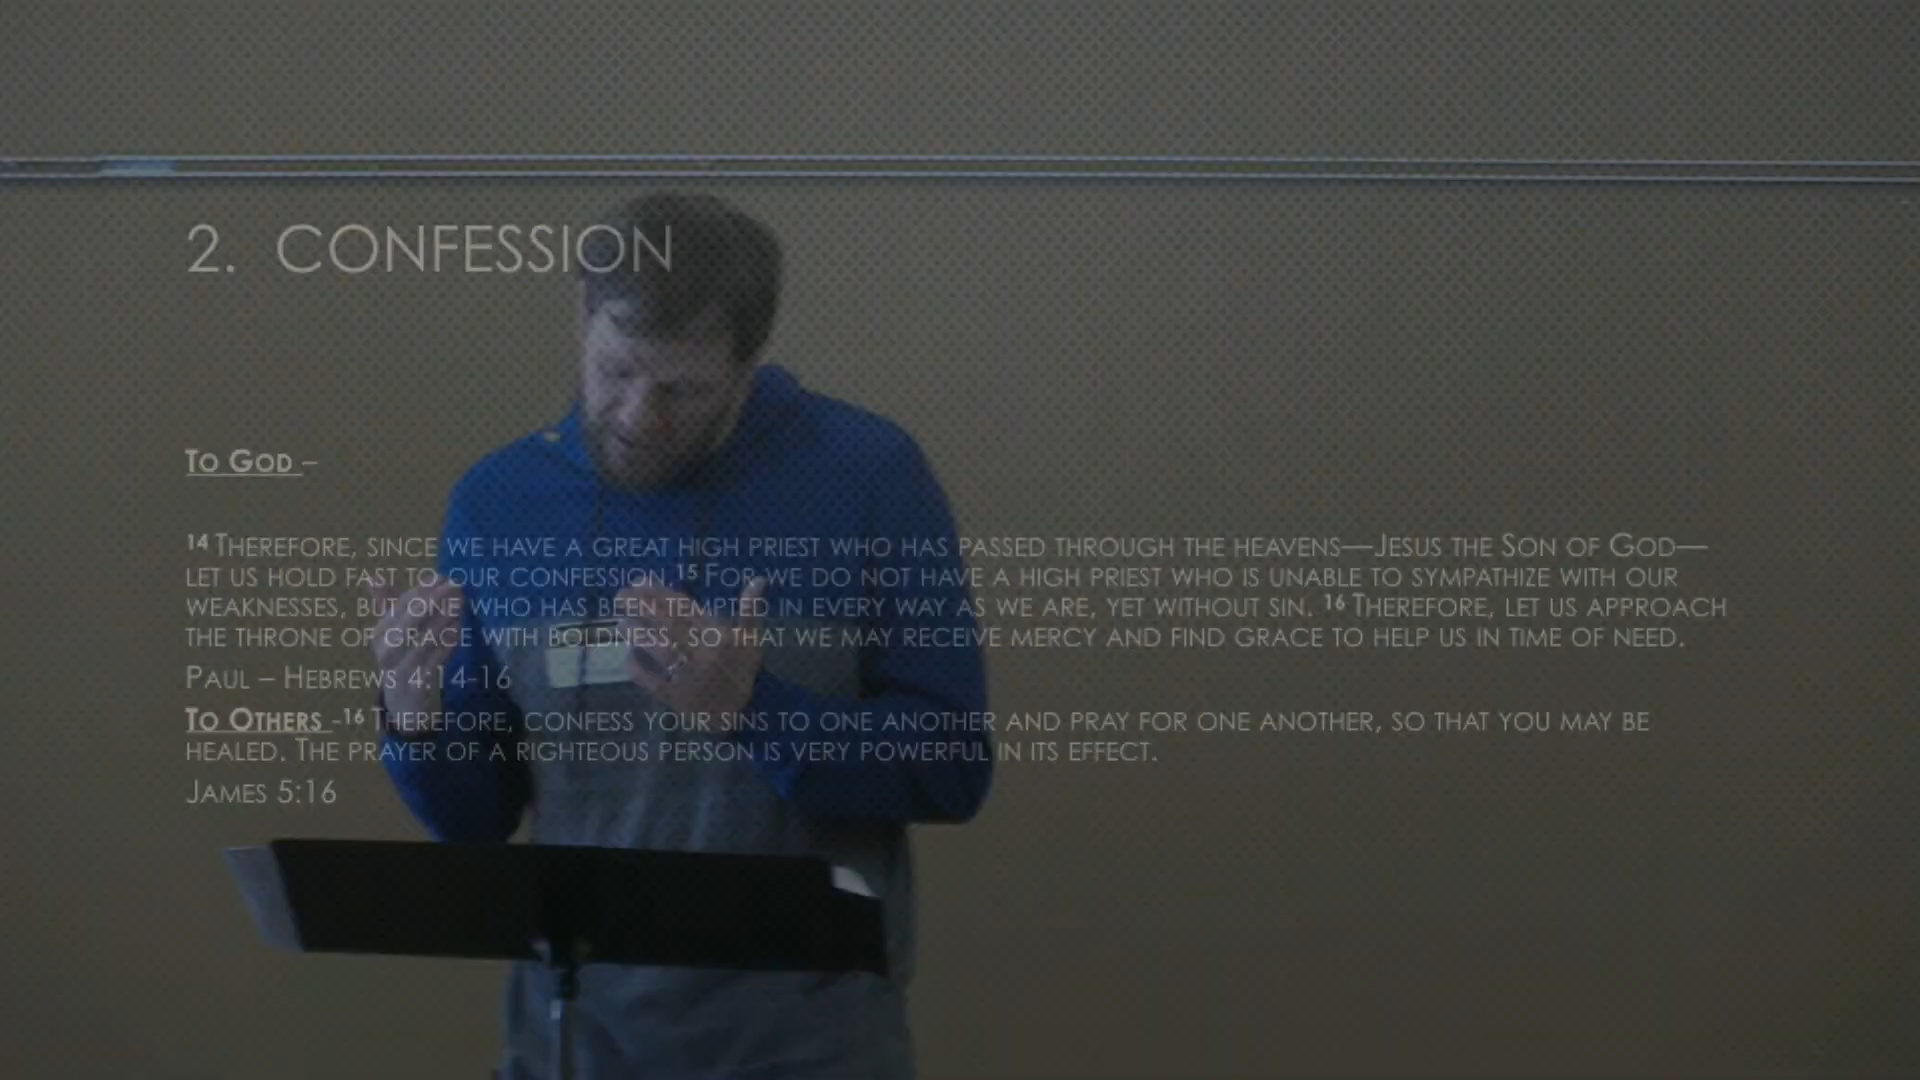 2. CONFESSION
To God –
14 Therefore, since we have a great high priest who has passed through the heavens—Jesus the Son of God—
let us hold fast to our confession. 15 For we do not have a high priest who is unable to sympathize with our
weaknesses, but one who has been tempted in every way as we are, yet without sin. 16 Therefore, let us approach
the throne of grace with boldness, so that we may receive mercy and find grace to help us in time of need.
Paul – Hebrews 4:14-16
To Others -16 Therefore, confess your sins to one another and pray for one another, so that you may be
healed. The prayer of a righteous person is very powerful in its effect.
James 5:16